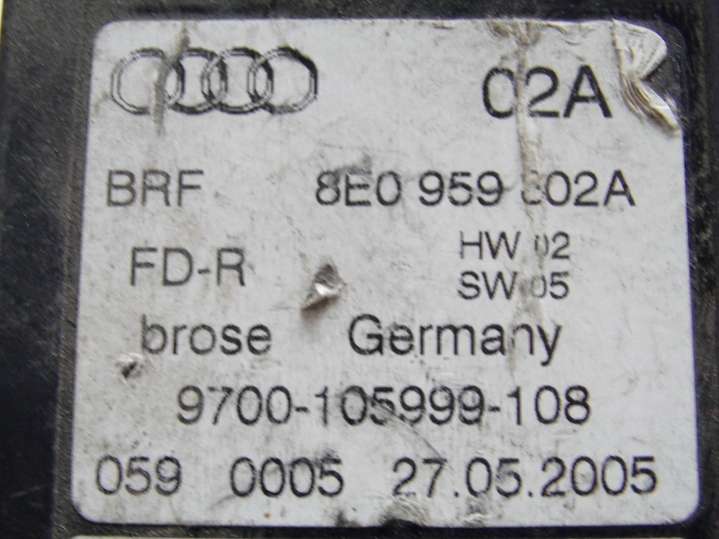 02A
BRF 8E0 959 802A
FD-R HW 02
SW 05
brose Germany
9700-105999-108
059 0005 27.05.2005